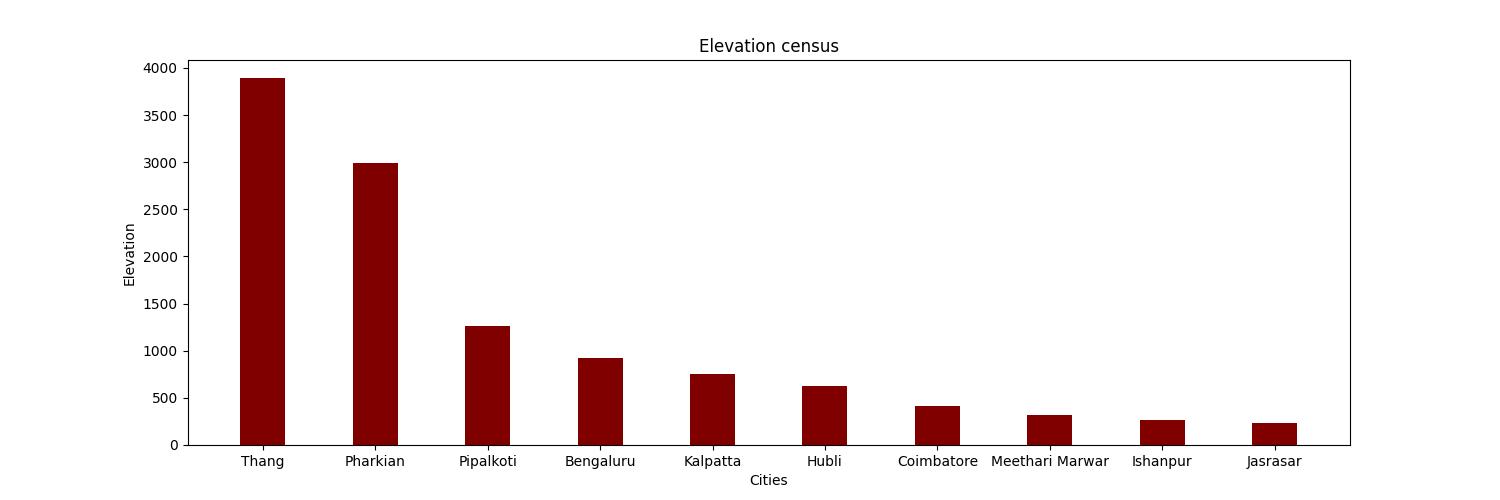 Elevation census
4000
3500
3000
2500
2000
1500
1000
500
0
Elevation
Thang Pharkian Pipalkoti Bengaluru Kalpatta Hubli Coimbatore Meethari Marwar Ishanpur Jasrasar
Cities